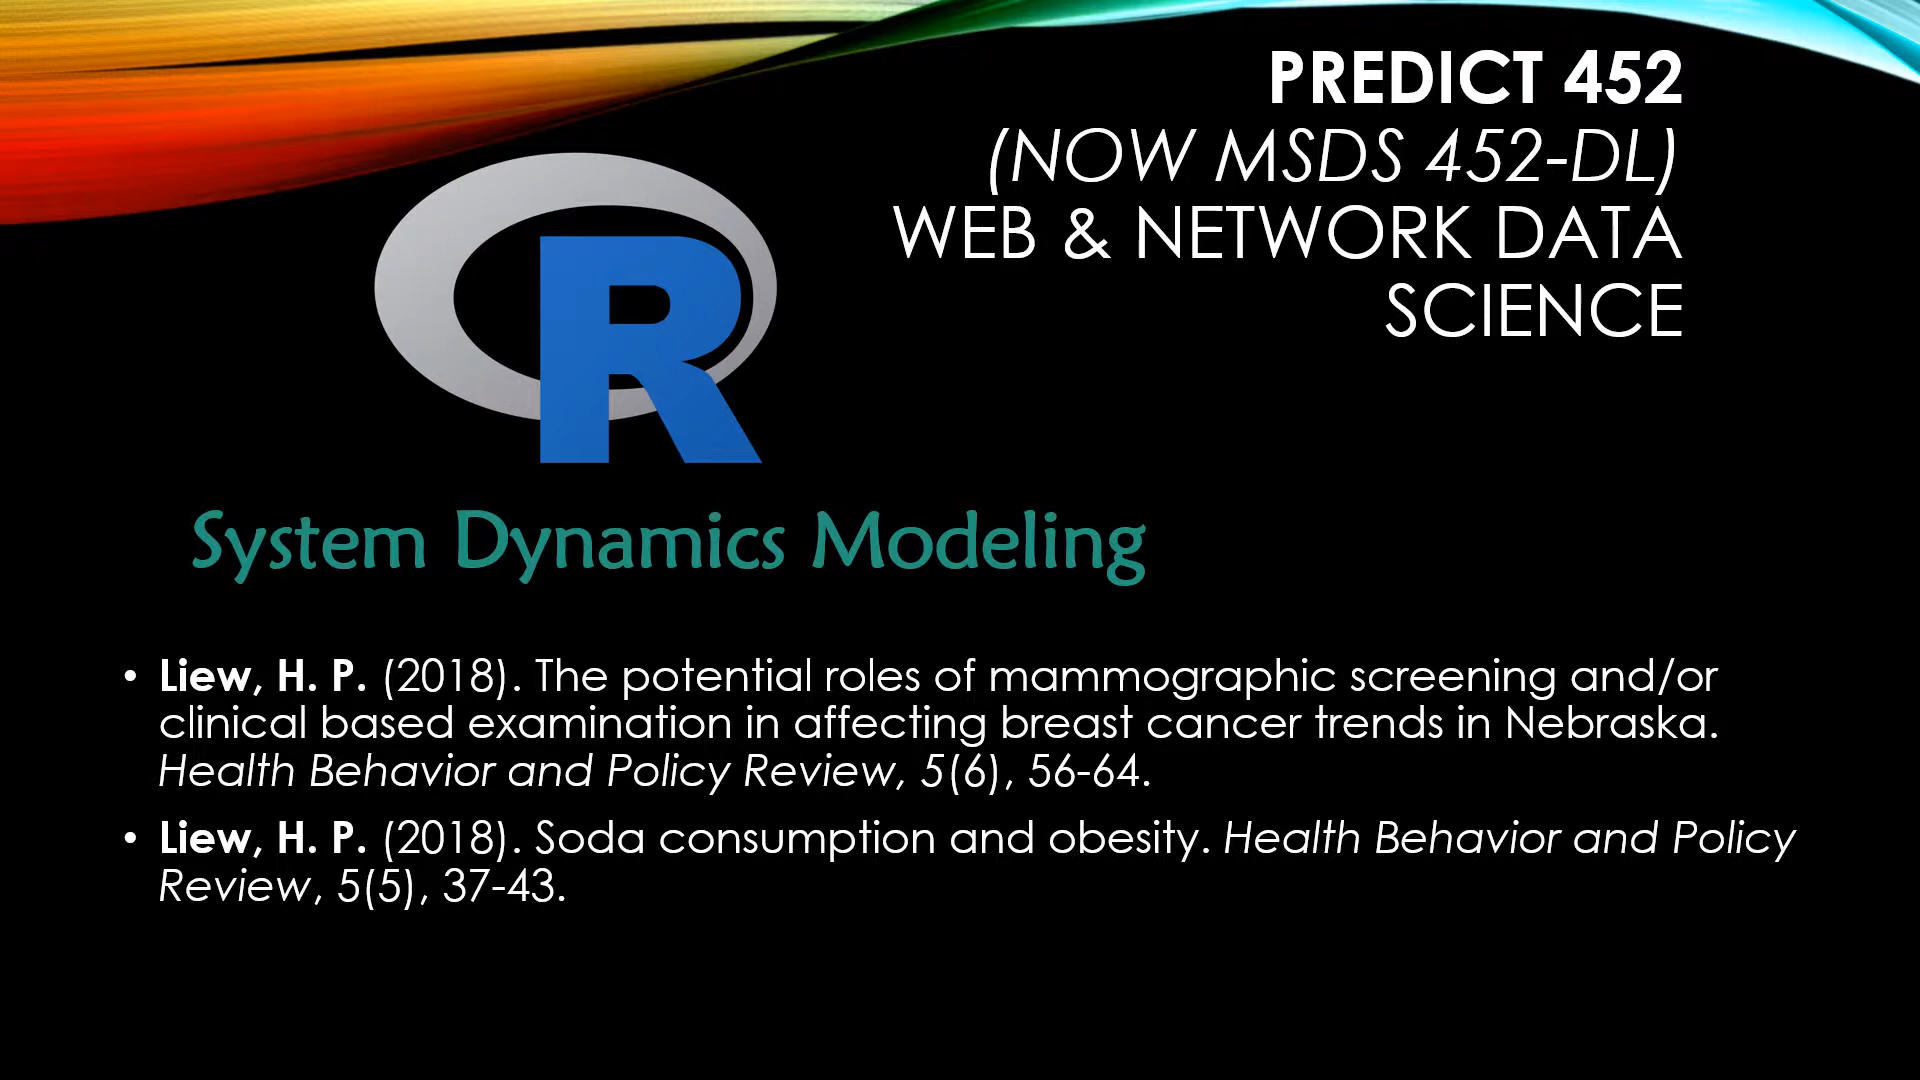 PREDICT 452
(NOW MSDS 452-DL)
WEB & NETWORK DATA
SCIENCE
R
System Dynamics Modeling
• Liew, H. P. (2018). The potential roles of mammographic screening and/or
clinical based examination in affecting breast cancer trends in Nebraska.
Health Behavior and Policy Review, 5(6), 56-64.
• Liew, H. P. (2018). Soda consumption and obesity. Health Behavior and Policy
Review, 5(5), 37-43.